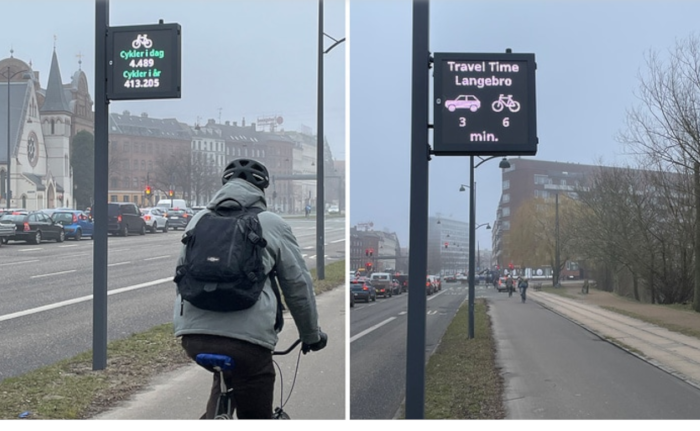 Cykler i dag
4.489
Cykler i år
413.205
Travel Time
Langebro
3 6
min.